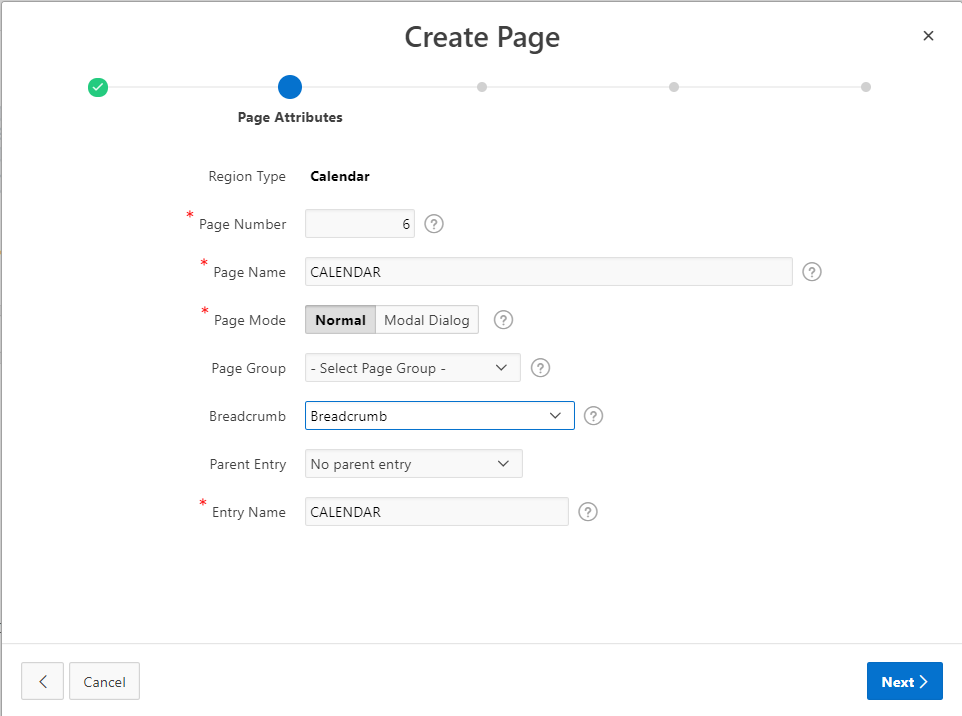 Create Page
Page Attributes
Region Type Calendar
* Page Number 6 ?
* Page Name CALENDAR ?
* Page Mode Normal Modal Dialog ?
Page Group - Select Page Group - ?
Breadcrumb Breadcrumb ?
Parent Entry No parent entry
* Entry Name CALENDAR ?
Cancel Next